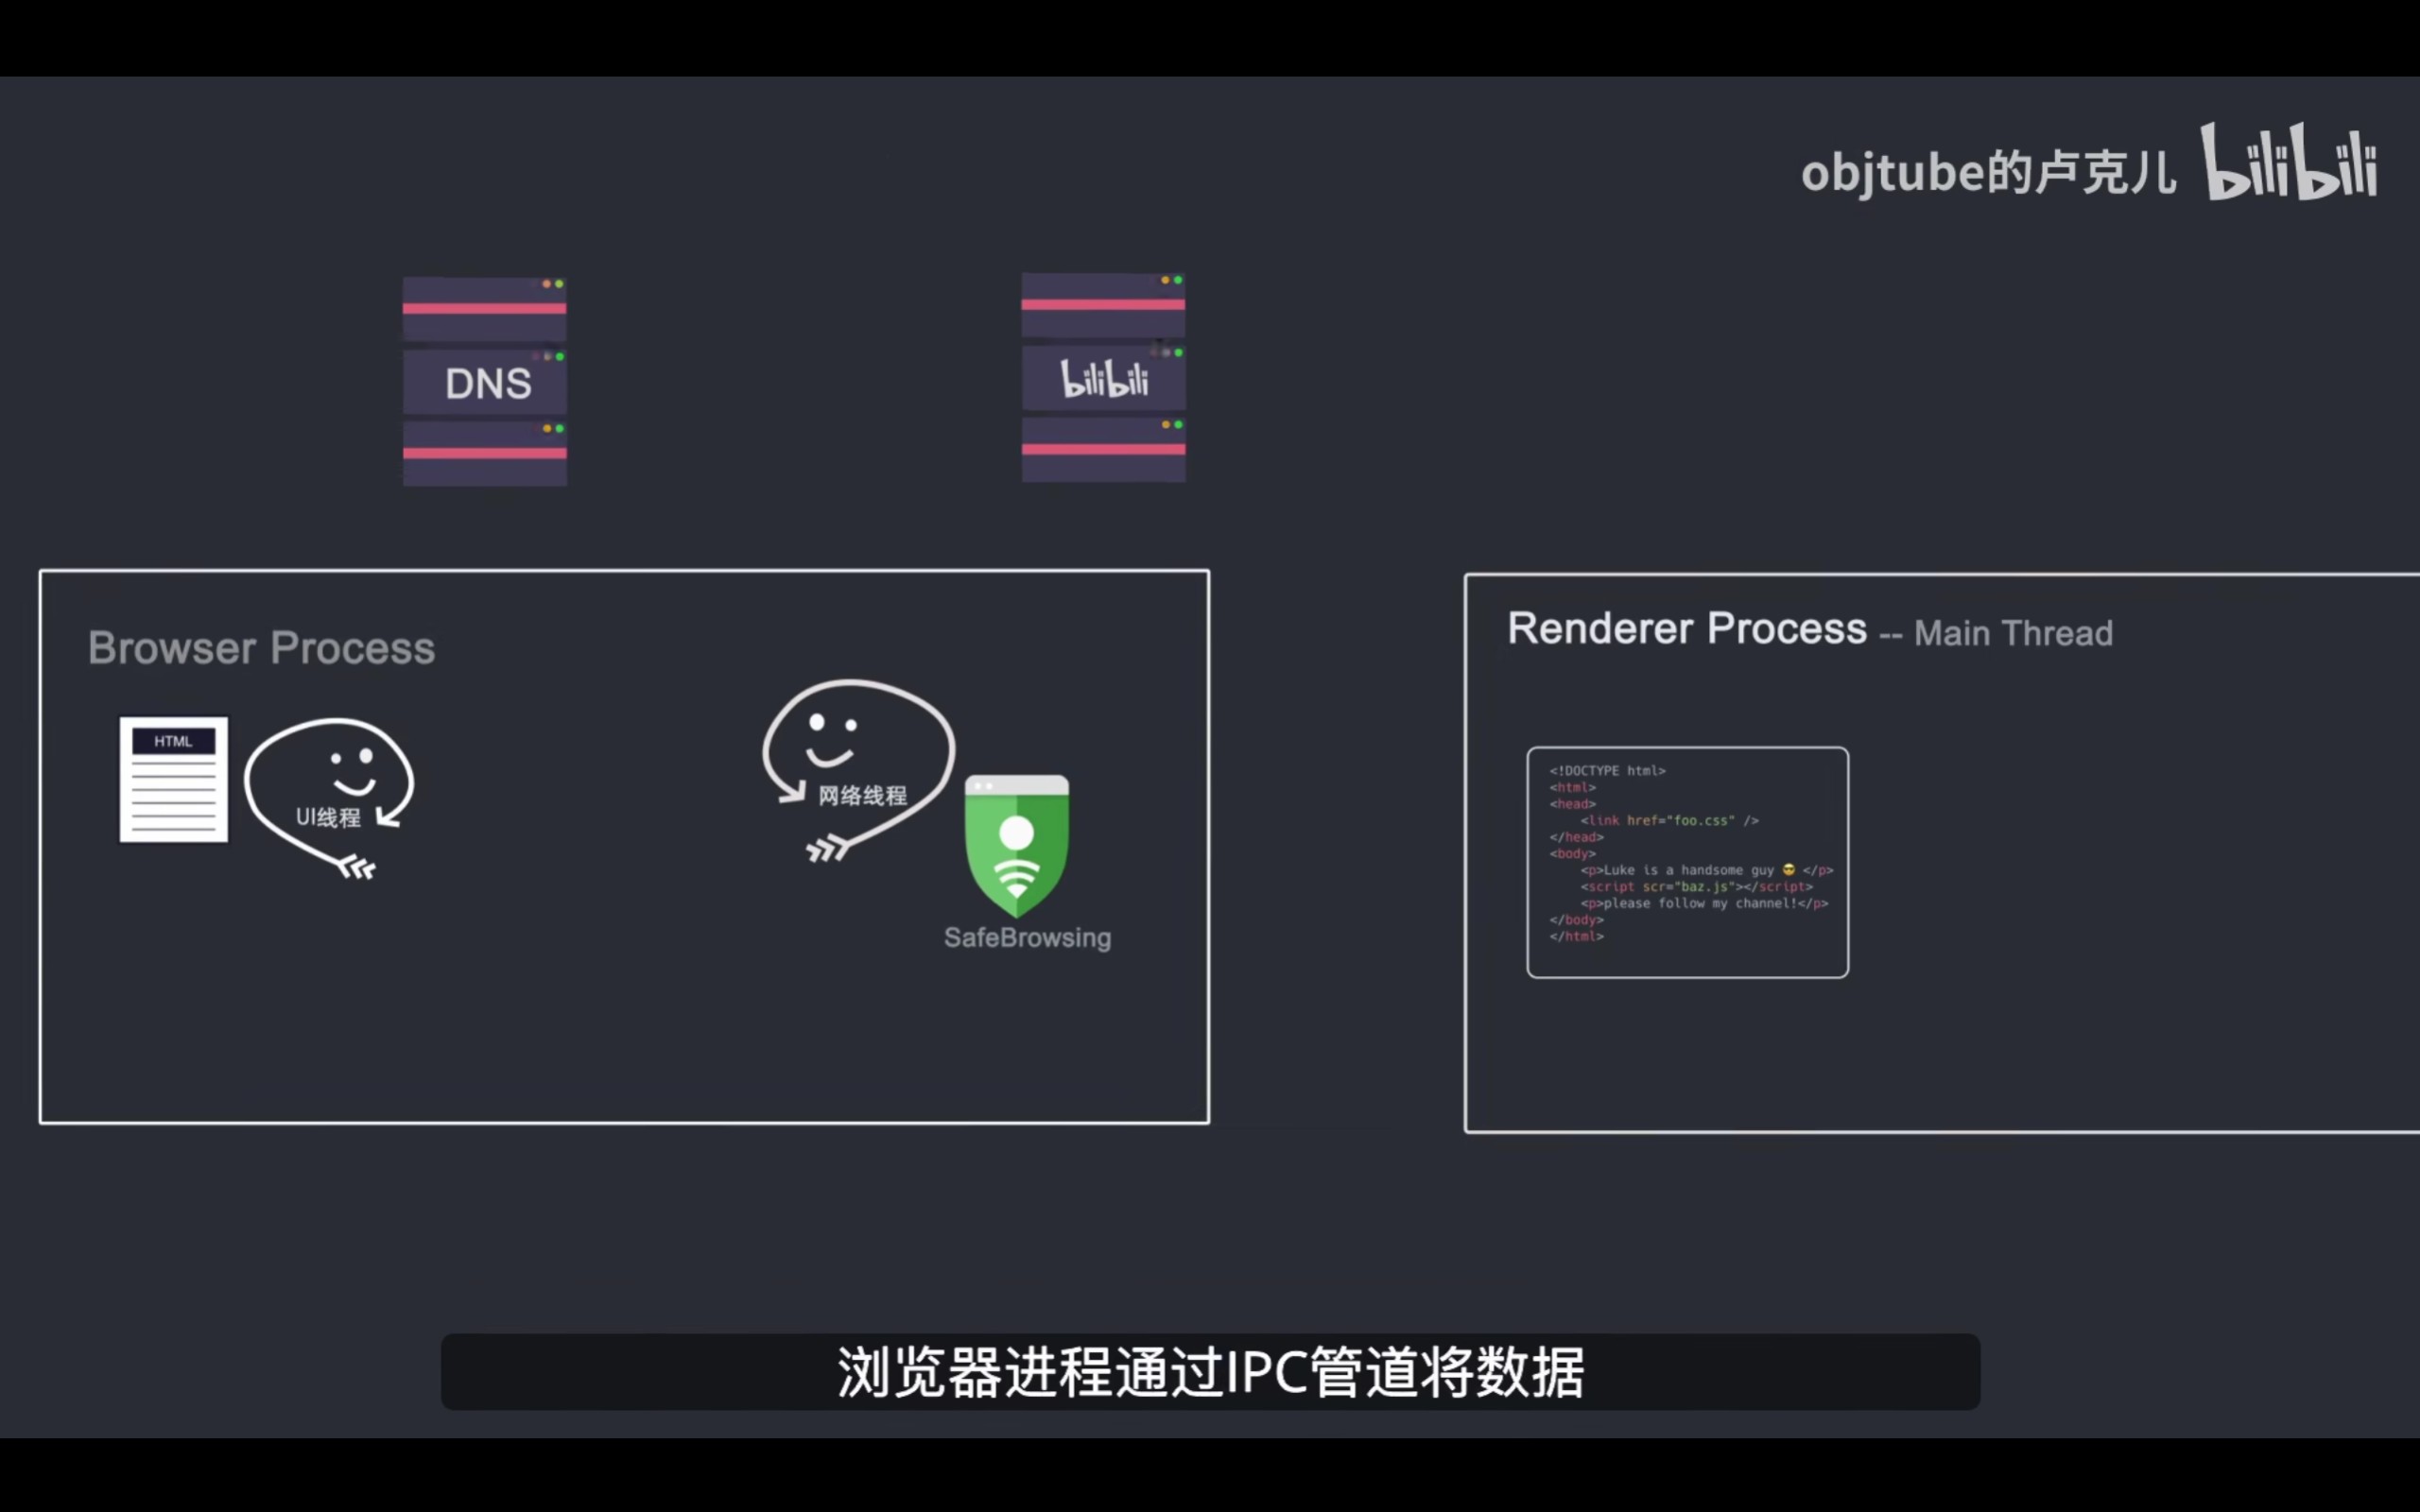 objtube的卢克儿 bilibili
DNS
bilibili
Browser Process
HTML
UI线程
网络线程
SafeBrowsing
Renderer Process -- Main Thread
<!DOCTYPE html>
<html>
<head>
<link href="foo.css" />
</head>
<body>
<p>Luke is a handsome guy 😎 </p>
<script scr="baz.js"></script>
<p>please follow my channel!</p>
</body>
</html>
浏览器进程通过IPC管道将数据